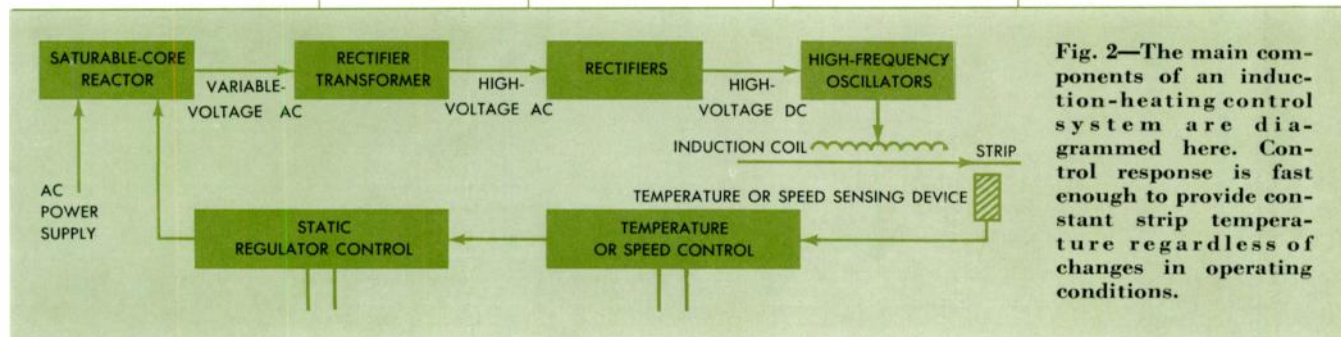 SATURABLE-CORE
REACTOR
VARIABLE-
VOLTAGE AC
RECTIFIER
TRANSFORMER
HIGH-
VOLTAGE AC
RECTIFIERS
HIGH-
VOLTAGE DC
HIGH-FREQUENCY
OSCILLATORS
INDUCTION COIL
STRIP
TEMPERATURE OR SPEED SENSING DEVICE
AC
POWER
SUPPLY
STATIC
REGULATOR CONTROL
TEMPERATURE
OR SPEED CONTROL
Fig. 2—The main com-
ponents of an induc-
tion-heating control
system are dia-
grammed here. Con-
trol response is fast
enough to provide con-
stant strip tempera-
ture regardless of
changes in operating
conditions.